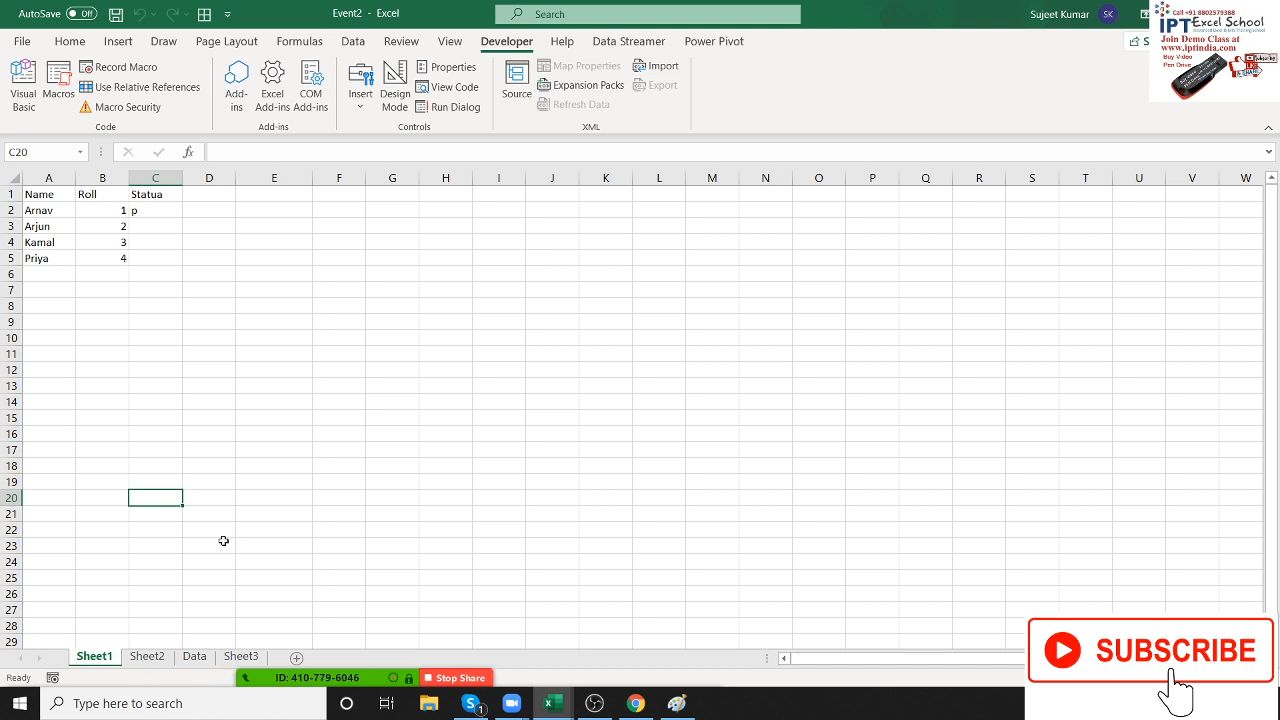 AutoSave Off Event2 - Excel Search Sujeet Kumar SK
Call +91 8802579388
iPT Excel School
Join Demo Class at
www.iptindia.com
Buy Video
Pen Drive
File Home Insert Draw Page Layout Formulas Data Review View Developer Help Data Streamer Power Pivot S
Visual Basic Macros Record Macro Use Relative References Macro Security
Add-ins Excel Add-ins COM Add-ins
Insert Design Mode Properties View Code Run Dialog
Source Map Properties Expansion Packs Refresh Data Import Export
Code Add-ins Controls XML
C20 fx
A B C D E F G H I J K L M N O P Q R S T U V W
1 Name Roll Statua
2 Arnav 1 p
3 Arjun 2
4 Kamal 3
5 Priya 4
6
7
8
9
10
11
12
13
14
15
16
17
18
19
20
21
22
23
24
25
26
27
28
29
SUBSCRIBE
Sheet1 Sheet2 Data Sheet3
Ready ID: 410-779-6046 Stop Share
Type here to search